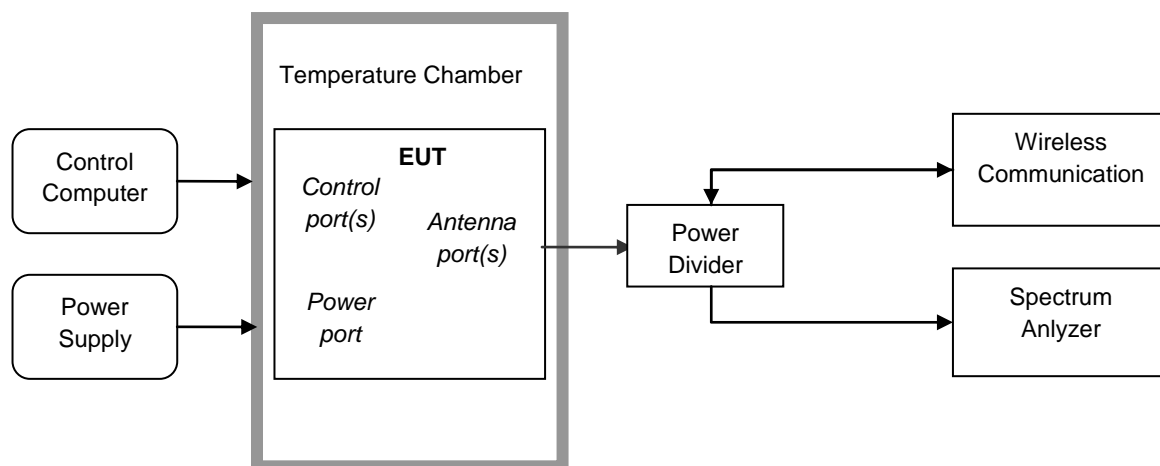 Temperature Chamber
Control
Computer
Power
Supply
EUT
Control
port(s)
Antenna
port(s)
Power
port
Power
Divider
Wireless
Communication
Spectrum
Anlyzer